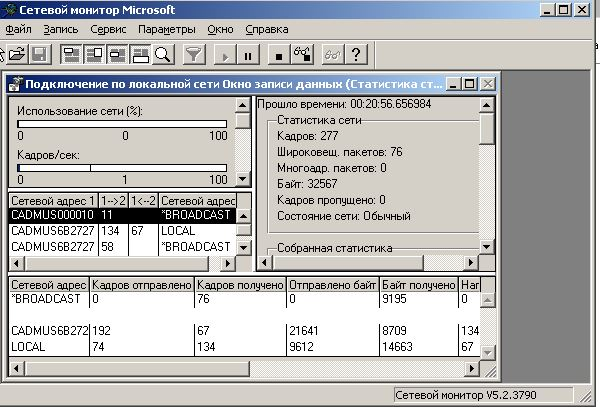 Сетевой монитор Microsoft
Файл Запись Сервис Параметры Окно Справка
Подключение по локальной сети Окно записи данных (Статистика ст...
Использование сети (%):
0 0 100
Кадров/сек:
0 1 100
Прошло времени: 00:20:56.656984
Статистика сети
Кадров: 277
Широковещ. пакетов: 76
Многоадр. пакетов: 0
Байт: 32567
Кадров пропущено: 0
Состояние сети: Обычный
Собранная статистика
Сетевой адрес 1 1-->2 1<--2 Сетевой адрес
CADMUS000010 11 *BROADCAST
CADMUS6B2727 134 67 LOCAL
CADMUS6B2727 58 *BROADCAST
Сетевой адрес Кадров отправлено Кадров получено Отправлено байт Байт получено
*BROADCAST 0 76 0 9195 0
CADMUS6B272 192 67 21641 8709 134
LOCAL 74 134 9612 14663 67
Сетевой монитор V5.2.3790